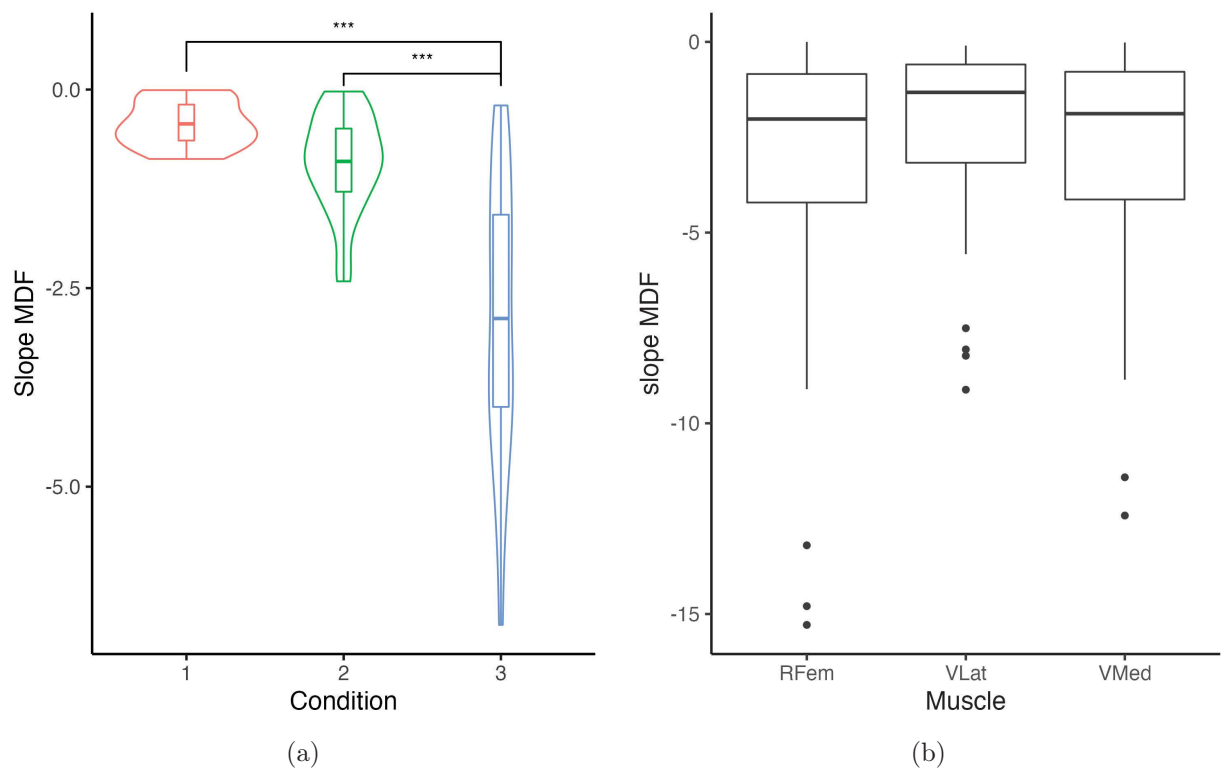 ***
***
0.0
-2.5
-5.0
Slope MDF
1 2 3
Condition
(a)
0
-5
-10
-15
slope MDF
RFem VLat VMed
Muscle
(b)